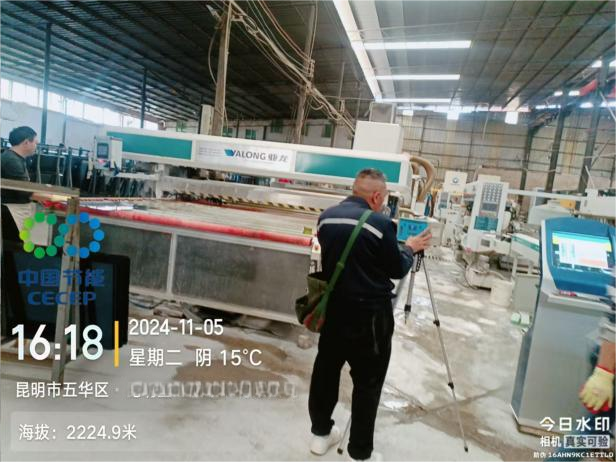 YALONG 亚龙
中国节能
CECEP
16:18
2024-11-05
星期二 阴 15°C
昆明市五华区
海拔：2224.9米
今日水印
相机 真实可验
防伪 16AHN9KC1ETTLD